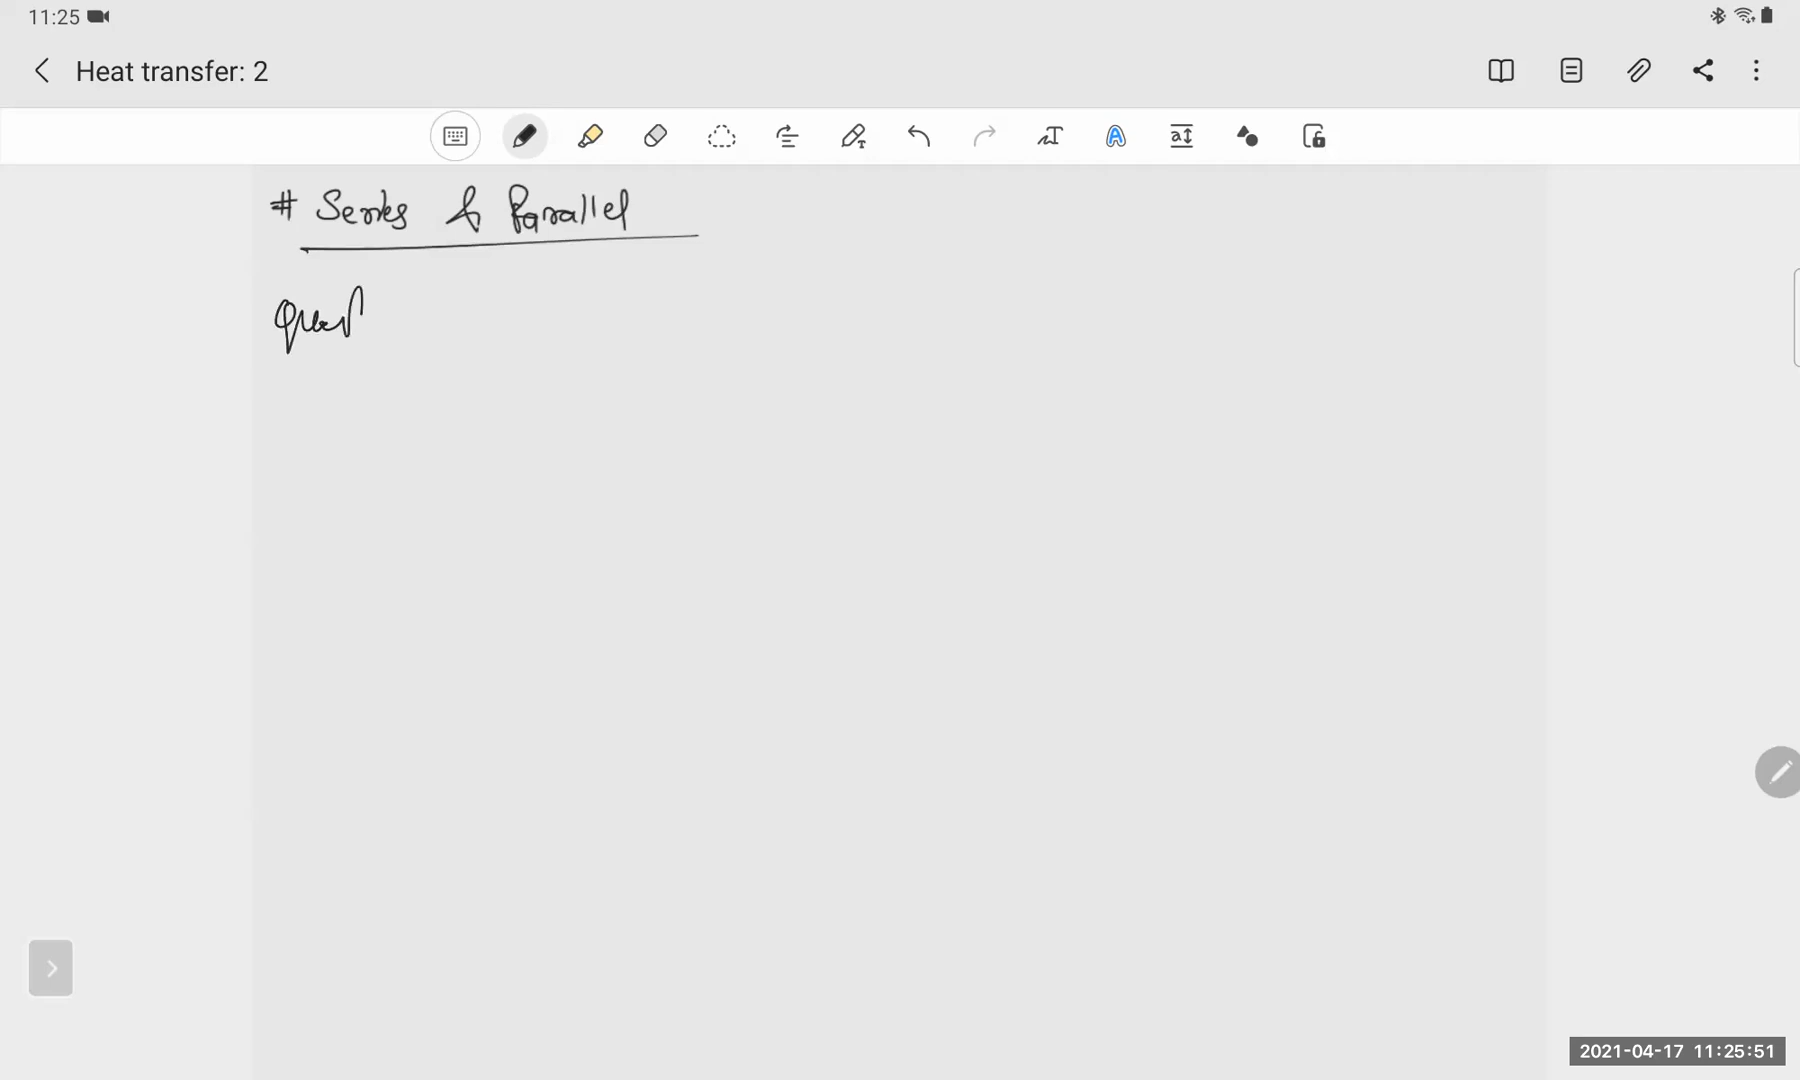 11:25
Heat transfer: 2
# Series & Parallel
Ques
2021-04-17 11:25:51